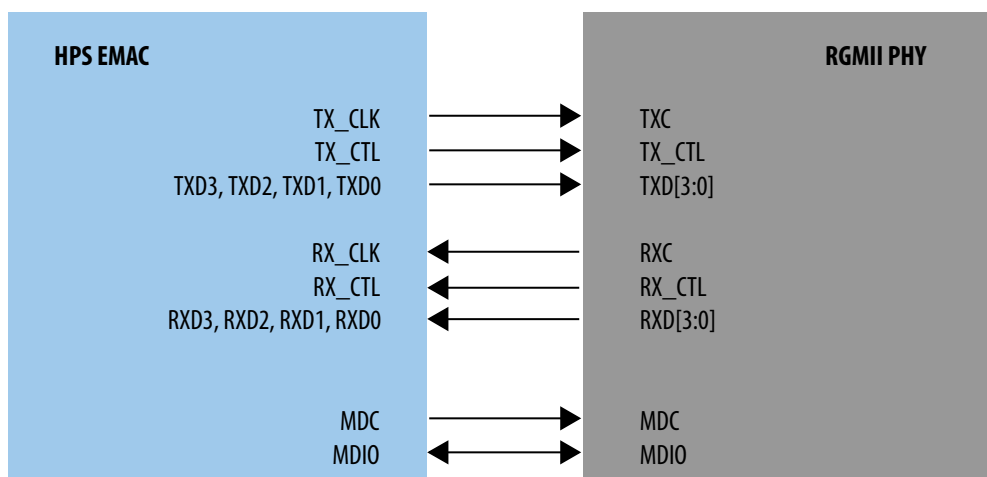 HPS EMAC RGMII PHY
TX_CLK TXC
TX_CTL TX_CTL
TXD3, TXD2, TXD1, TXD0 TXD[3:0]
RX_CLK RXC
RX_CTL RX_CTL
RXD3, RXD2, RXD1, RXD0 RXD[3:0]
MDC MDC
MDIO MDIO